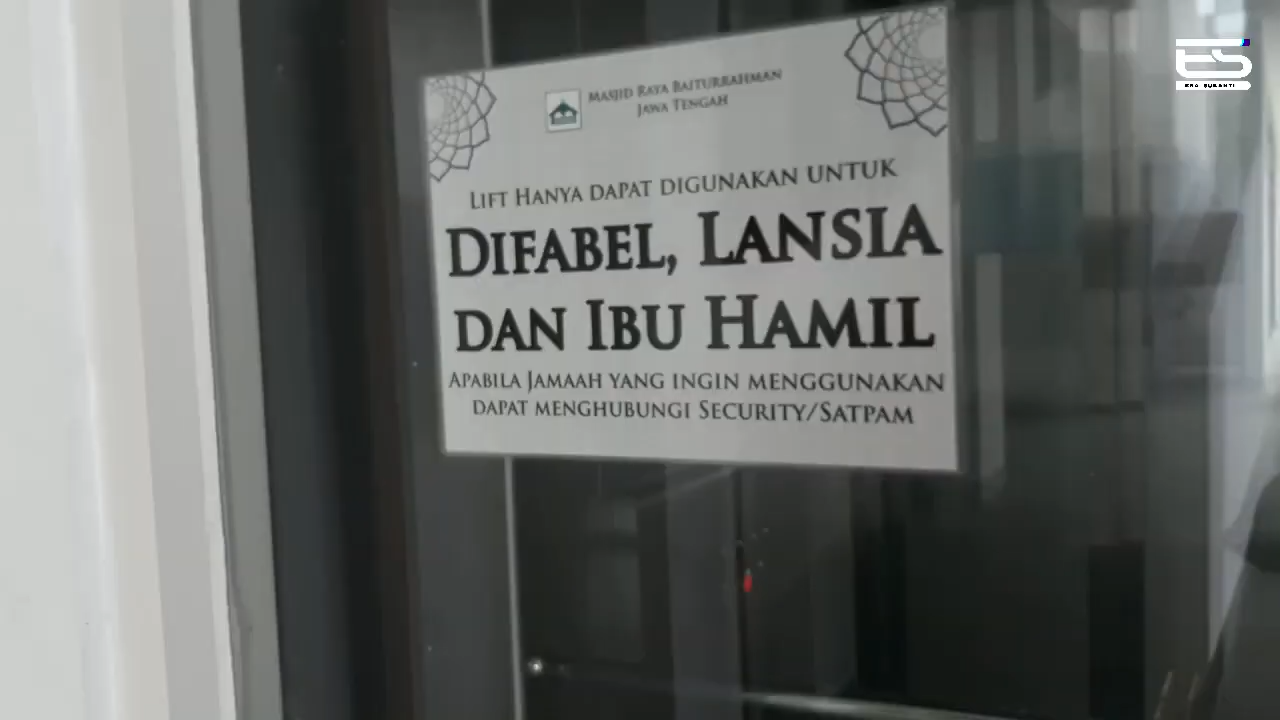 MASJID RAYA BAITURRAHMAN
JAWA TENGAH
LIFT HANYA DAPAT DIGUNAKAN UNTUK
DIFABEL, LANSIA
DAN IBU HAMIL
APABILA JAMAAH YANG INGIN MENGGUNAKAN
DAPAT MENGHUBUNGI SECURITY/SATPAM
ES